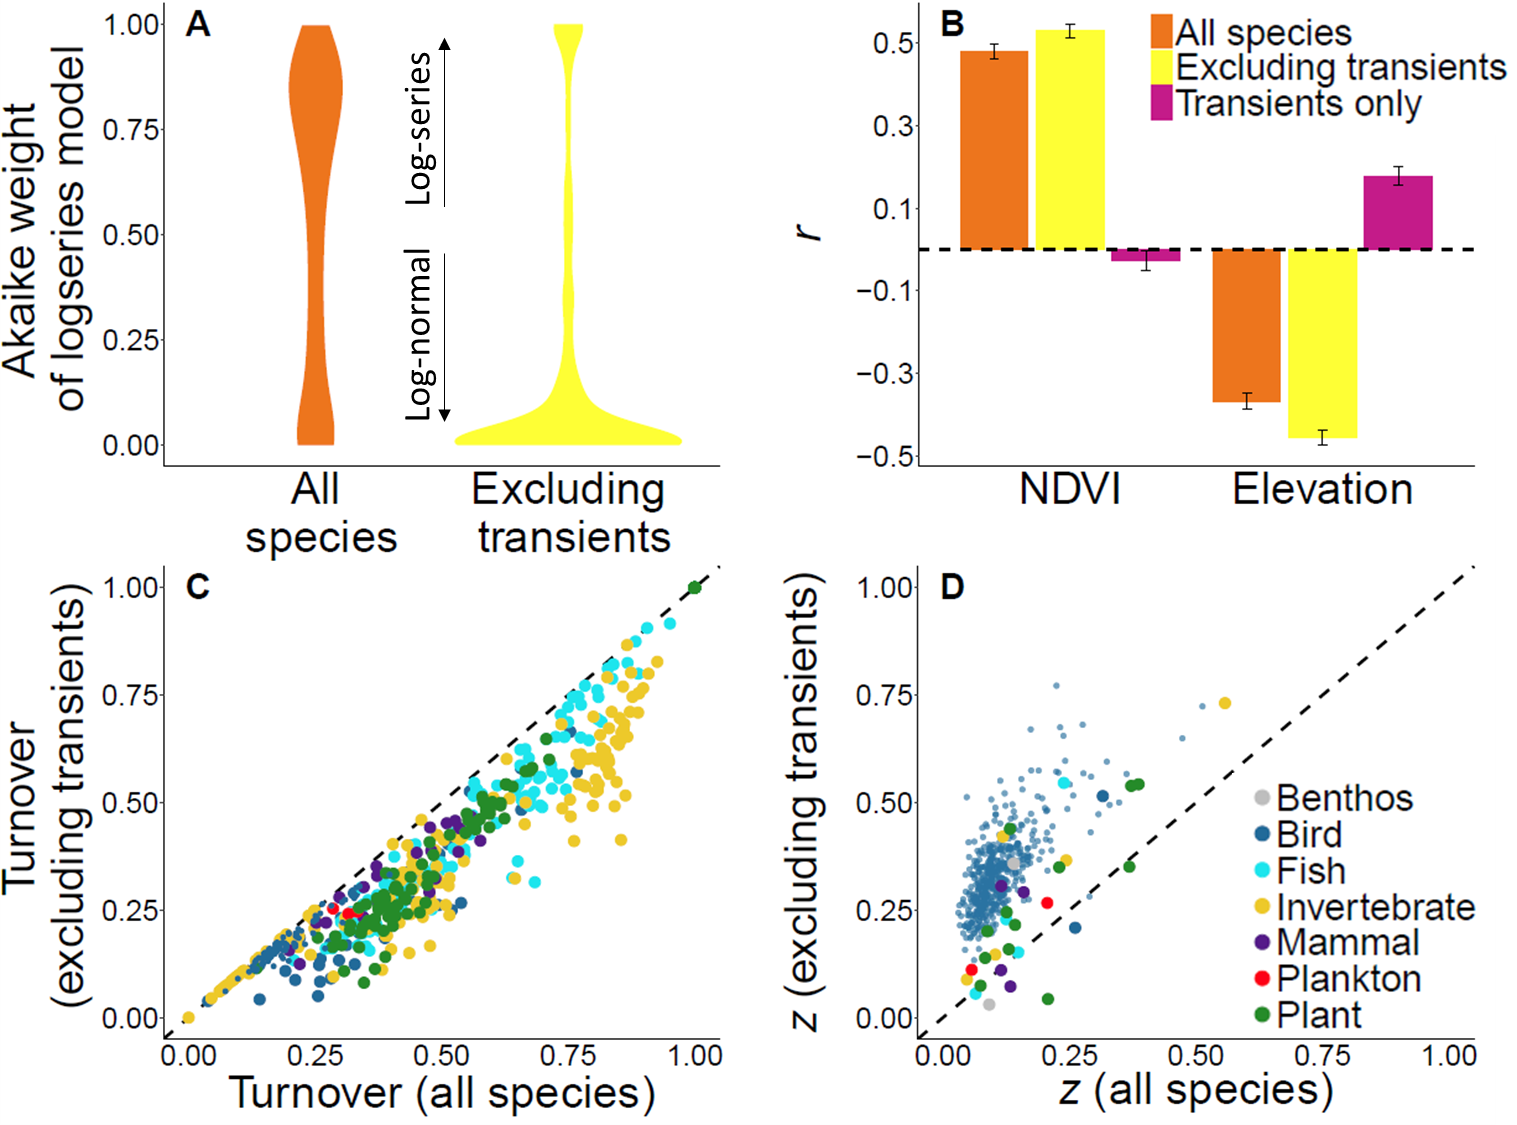 A
Akaike weight
of logseries model
1.00
0.75
0.50
0.25
0.00
Log-series
Log-normal
All
species
Excluding
transients
B
r
0.5
0.3
0.1
−0.1
−0.3
−0.5
All species
Excluding transients
Transients only
NDVI
Elevation
C
Turnover
(excluding transients)
1.00
0.75
0.50
0.25
0.00
0.00 0.25 0.50 0.75 1.00
Turnover (all species)
D
z (excluding transients)
1.00
0.75
0.50
0.25
0.00
Benthos
Bird
Fish
Invertebrate
Mammal
Plankton
Plant
0.00 0.25 0.50 0.75 1.00
z (all species)